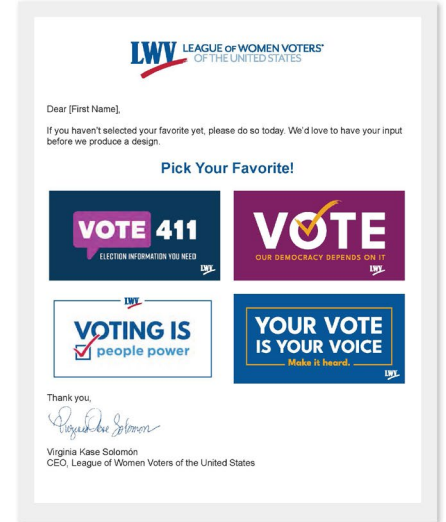 LWV LEAGUE OF WOMEN VOTERS®
OF THE UNITED STATES
Dear [First Name],
If you haven't selected your favorite yet, please do so today. We'd love to have your input
before we produce a design.
Pick Your Favorite!
VOTE 411
ELECTION INFORMATION YOU NEED
LWV
VOTE
OUR DEMOCRACY DEPENDS ON IT
LWV
LWV
VOTING IS
people power
YOUR VOTE
IS YOUR VOICE
Make it heard.
LWV
Thank you,
Virginia Kase Solomón
Virginia Kase Solomón
CEO, League of Women Voters of the United States